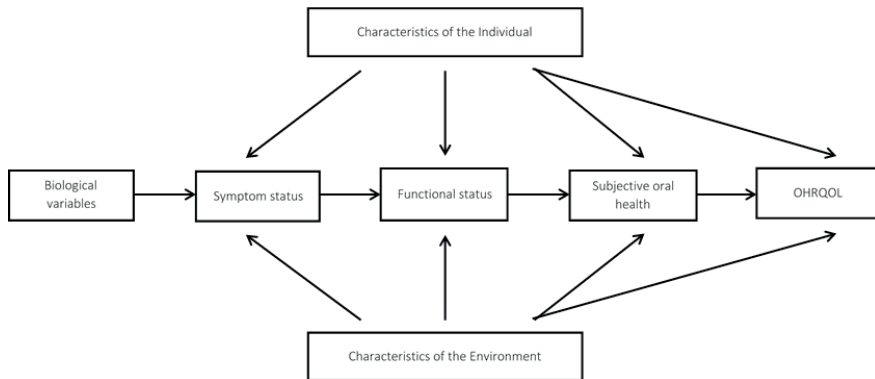 Characteristics of the Individual
Biological
variables
Symptom status
Functional status
Subjective oral
health
OHRQOL
Characteristics of the Environment